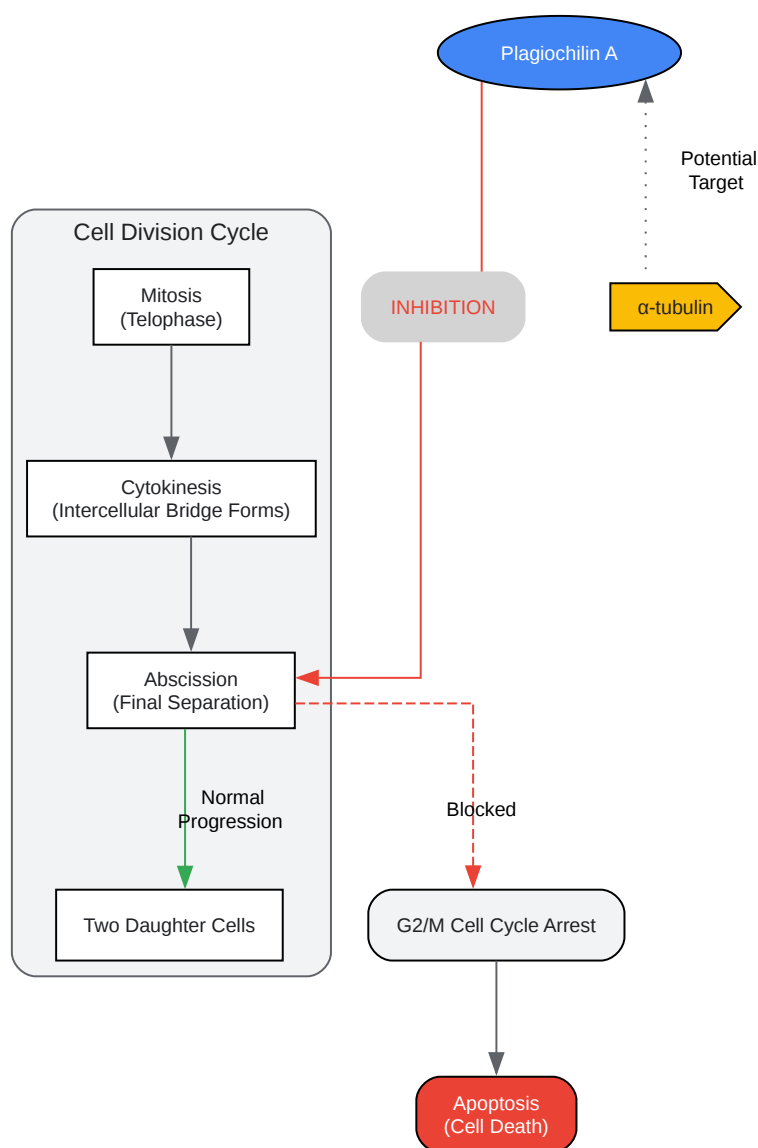 Plagiochilin A
Potential
Target
Cell Division Cycle
Mitosis
(Telophase)
INHIBITION
α-tubulin
Cytokinesis
(Intercellular Bridge Forms)
Abscission
(Final Separation)
Normal
Progression
Blocked
Two Daughter Cells
G2/M Cell Cycle Arrest
Apoptosis
(Cell Death)